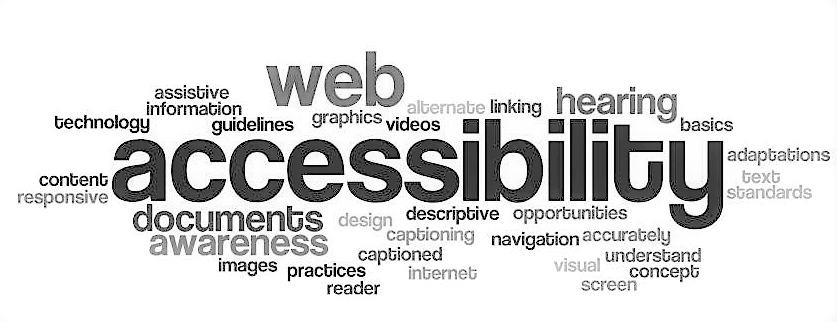 web
assistive
hearing
information
alternate linking
technology
guidelines
graphics
videos
basics
accessibility
adaptations
content
text
responsive
standards
documents
design
descriptive
opportunities
awareness
captioning
navigation
accurately
captioned
understand
images
practices
internet
visual
concept
reader
screen